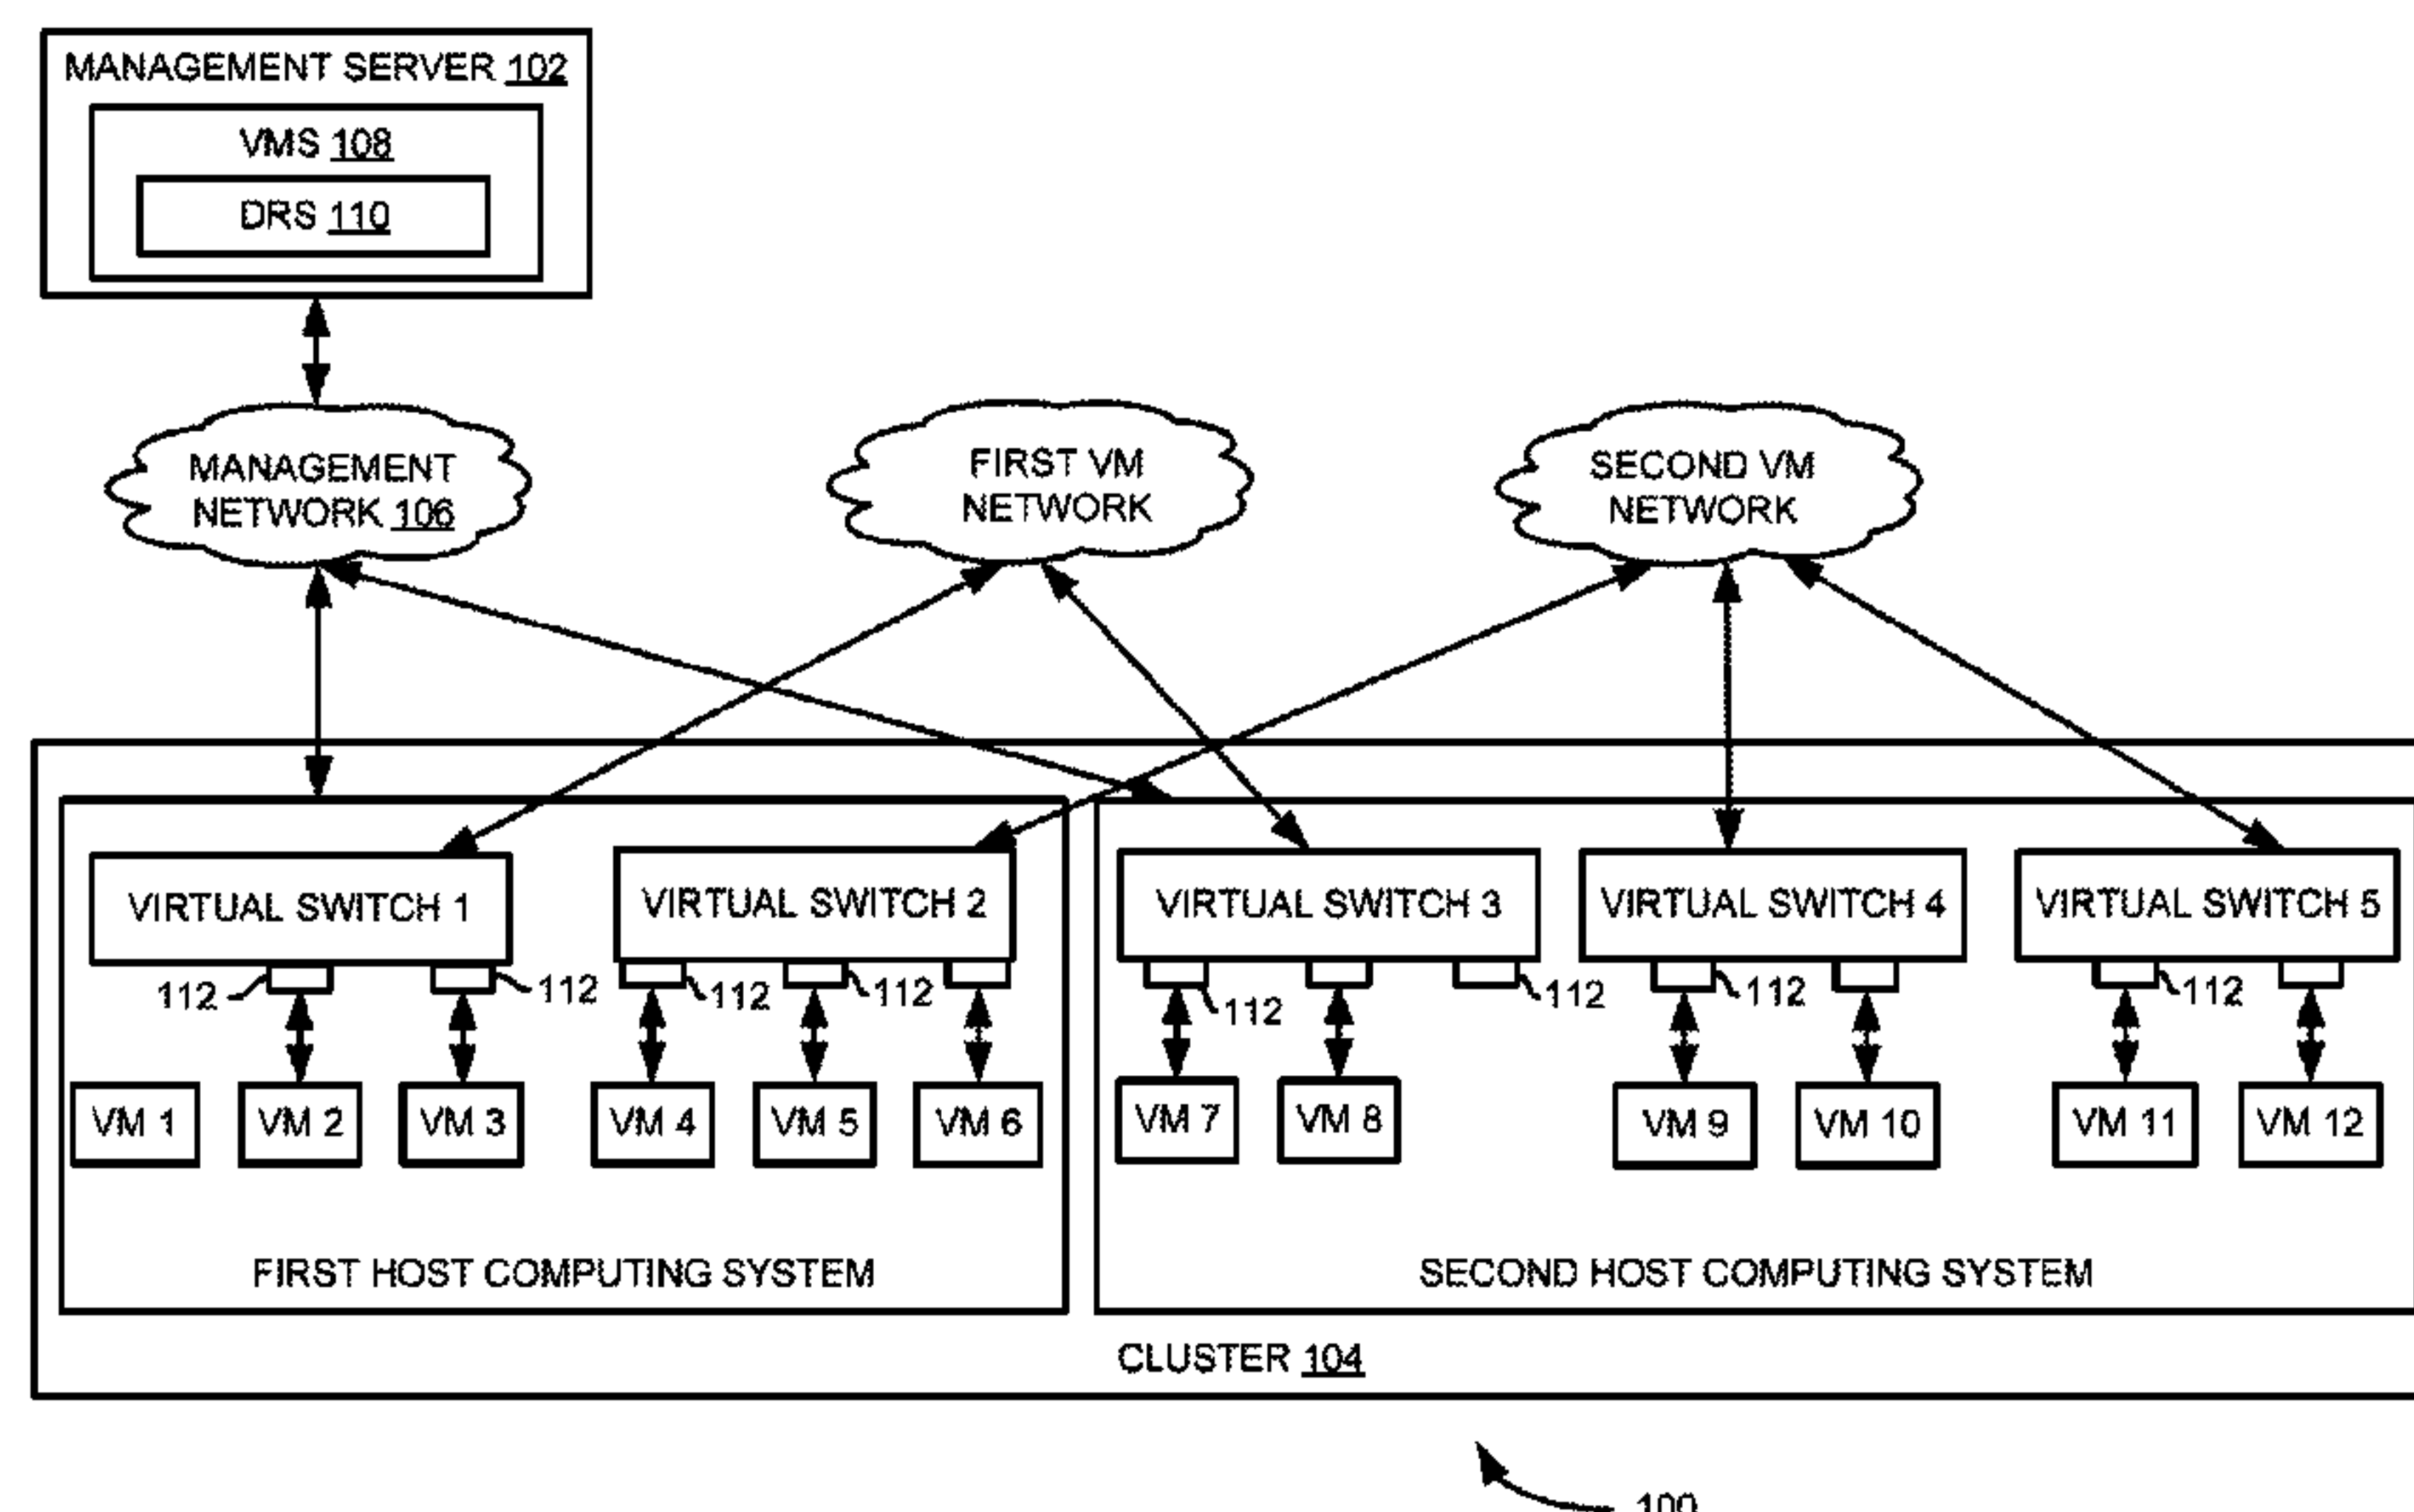 MANAGEMENT SERVER 102
VMS 108
DRS 110
MANAGEMENT
NETWORK 106
FIRST VM
NETWORK
SECOND VM
NETWORK
VIRTUAL SWITCH 1
VIRTUAL SWITCH 2
VIRTUAL SWITCH 3
VIRTUAL SWITCH 4
VIRTUAL SWITCH 5
112
112
112
112
112
112
112
112
VM 1
VM 2
VM 3
VM 4
VM 5
VM 6
VM 7
VM 8
VM 9
VM 10
VM 11
VM 12
FIRST HOST COMPUTING SYSTEM
SECOND HOST COMPUTING SYSTEM
CLUSTER 104
100